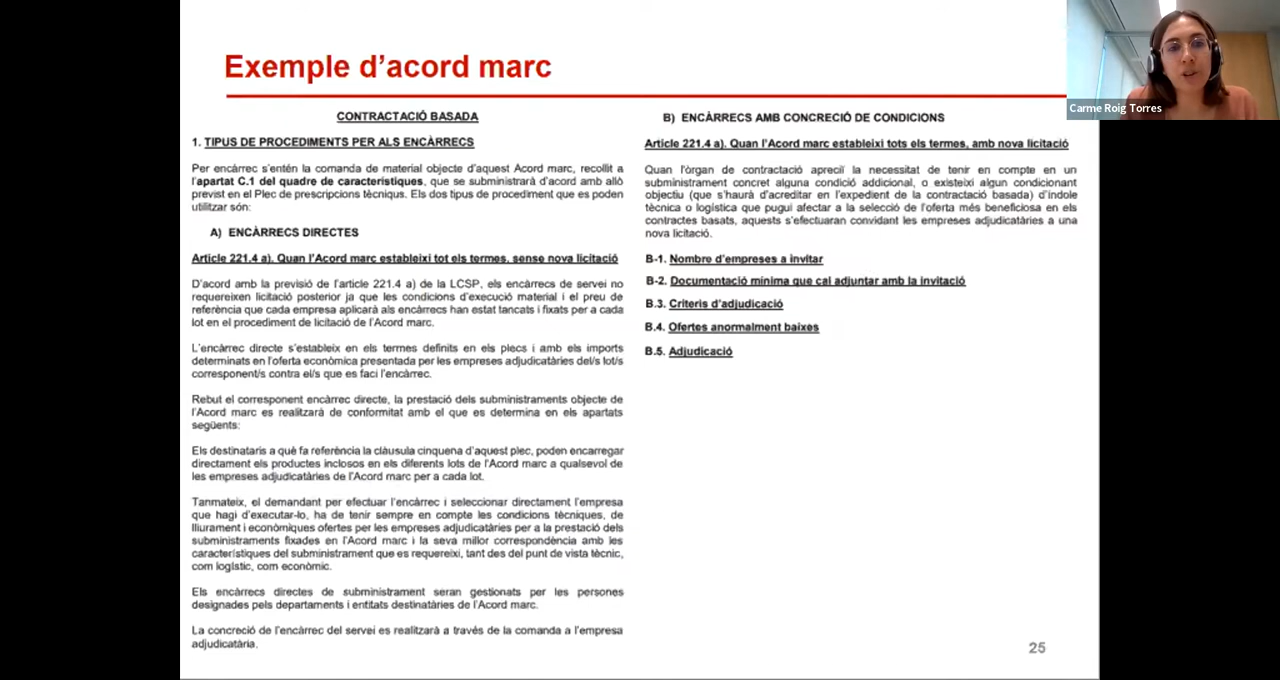 Exemple d'acord marc
CONTRACTACIÓ BASADA
1. TIPUS DE PROCEDIMENTS PER ALS ENCÀRRECS
Per encàrrec s'entén la comanda de material objecte d'aquest Acord marc, recollit a
l'apartat C.1 del quadre de característiques, que se subministrarà d'acord amb allò
previst en el Plec de prescripcions tècniques. Els dos tipus de procediment que es poden
utilitzar són:
A) ENCÀRRECS DIRECTES
Article 221.4 a). Quan l'Acord marc estableixi tot els termes, sense nova licitació
D'acord amb la previsió de l'article 221.4 a) de la LCSP, els encàrrecs de servei no
requereixen licitació posterior ja que les condicions d'execució material i el preu de
referència que cada empresa aplicarà als encàrrecs han estat tancats i fixats per a cada
lot en el procediment de licitació de l'Acord marc.
L'encàrrec directe s'estableix en els termes definits en els plecs i amb els imports
determinats en l'oferta econòmica presentada per les empreses adjudicatàries del/s lot/s
corresponent/s contra el/s que es faci l'encàrrec.
Rebut el corresponent encàrrec directe, la prestació dels subministraments objecte de
l'Acord marc es realitzarà de conformitat amb el que es determina en els apartats
següents:
Els destinataris a què fa referència la clàusula cinquena d'aquest plec, poden encarregar
directament els productes inclosos en els diferents lots de l'Acord marc a qualsevol de
les empreses adjudicatàries de l'Acord marc per a cada lot.
Tanmateix, el demandant per efectuar l'encàrrec i seleccionar directament l'empresa
que hagi d'executar-lo, ha de tenir sempre en compte les condicions tècniques, de
lliurament i econòmiques ofertes per les empreses adjudicatàries per a la prestació dels
subministraments fixades en l'Acord marc i la seva millor correspondència amb les
característiques del subministrament que es requereixi, tant des del punt de vista tècnic,
com logístic, com econòmic.
Els encàrrecs directes de subministrament seran gestionats per les persones
designades pels departaments i entitats destinatàries de l'Acord marc.
La concreció de l'encàrrec del servei es realitzarà a través de la comanda a l'empresa
adjudicatària.
B) ENCÀRRECS AMB CONCRECIÓ DE CONDICIONS
Article 221.4 a). Quan l'Acord marc estableixi tots els termes, amb nova licitació
Quan l'òrgan de contractació apreciï la necessitat de tenir en compte en un
subministrament concret alguna condició addicional, o existeixi algun condicionant
objectiu (que s'haurà d'acreditar en l'expedient de la contractació basada) d'índole
tècnica o logística que pugui afectar a la selecció de l'oferta més beneficiosa en els
contractes basats, aquests s'efectuaran convidant les empreses adjudicatàries a una
nova licitació.
B-1. Nombre d'empreses a invitar
B-2. Documentació mínima que cal adjuntar amb la invitació
B.3. Criteris d'adjudicació
B.4. Ofertes anormalment baixes
B.5. Adjudicació
25
Carme Roig Torres